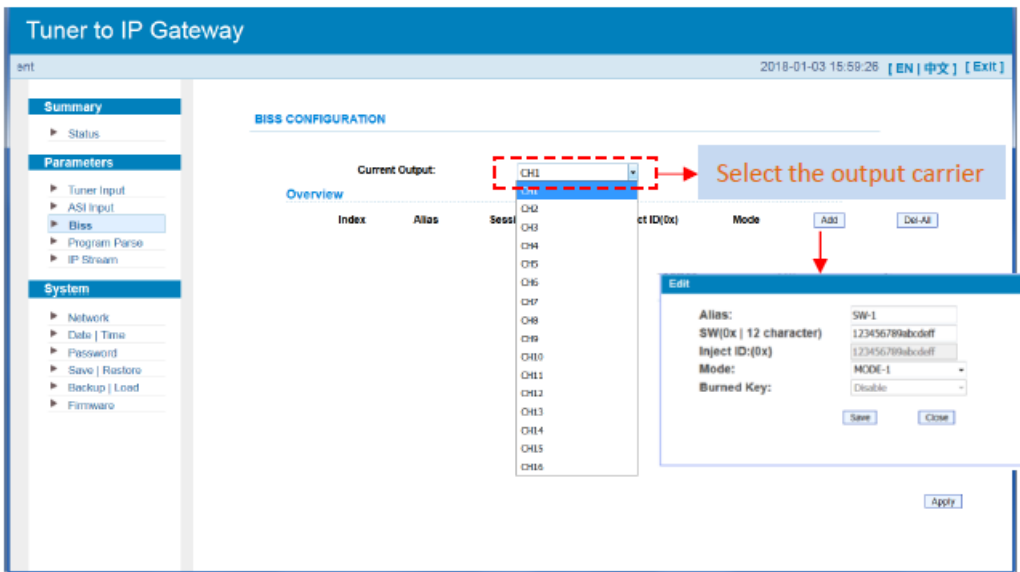 Tuner to IP Gateway
ent
2018-01-03 15:59:26 [ EN | 中文 ] [ Exit ]
Summary
Status
Parameters
Tuner Input
ASI Input
Biss
Program Parse
IP Stream
System
Network
Date | Time
Password
Save | Restore
Backup | Load
Firmware
BISS CONFIGURATION
Current Output: CH1
Select the output carrier
Overview
Index Alias Sessi ct ID(0x) Mode Add Del-All
CH1
CH2
CH3
CH4
CH5
CH6
CH7
CH8
CH9
CH10
CH11
CH12
CH13
CH14
CH15
CH16
Edit
Alias: SW-1
SW(0x | 12 character) 123456789abcdeff
Inject ID:(0x) 123456789abcdeff
Mode: MODE-1
Burned Key: Disable
Save Close
Apply